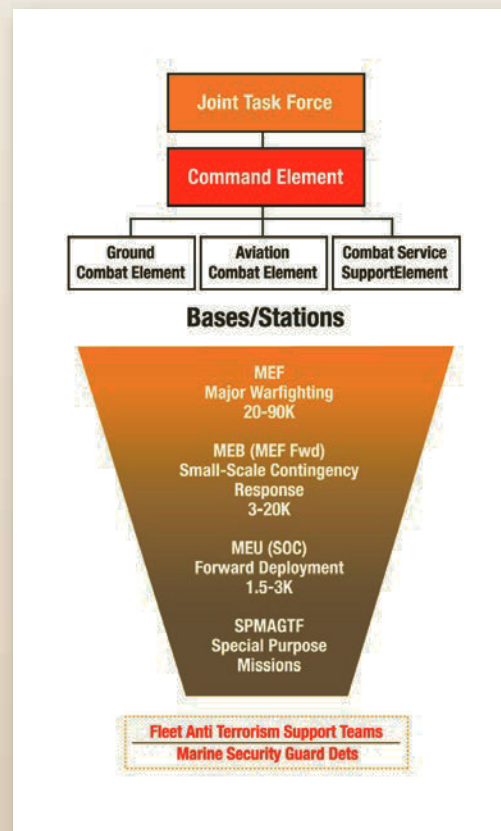 Joint Task Force
Command Element
Ground
Combat Element
Aviation
Combat Element
Combat Service
SupportElement
Bases/Stations
MEF
Major Warfighting
20-90K
MEB (MEF Fwd)
Small-Scale Contingency
Response
3-20K
MEU (SOC)
Forward Deployment
1.5-3K
SPMAGTF
Special Purpose
Missions
Fleet Anti Terrorism Support Teams
Marine Security Guard Dets